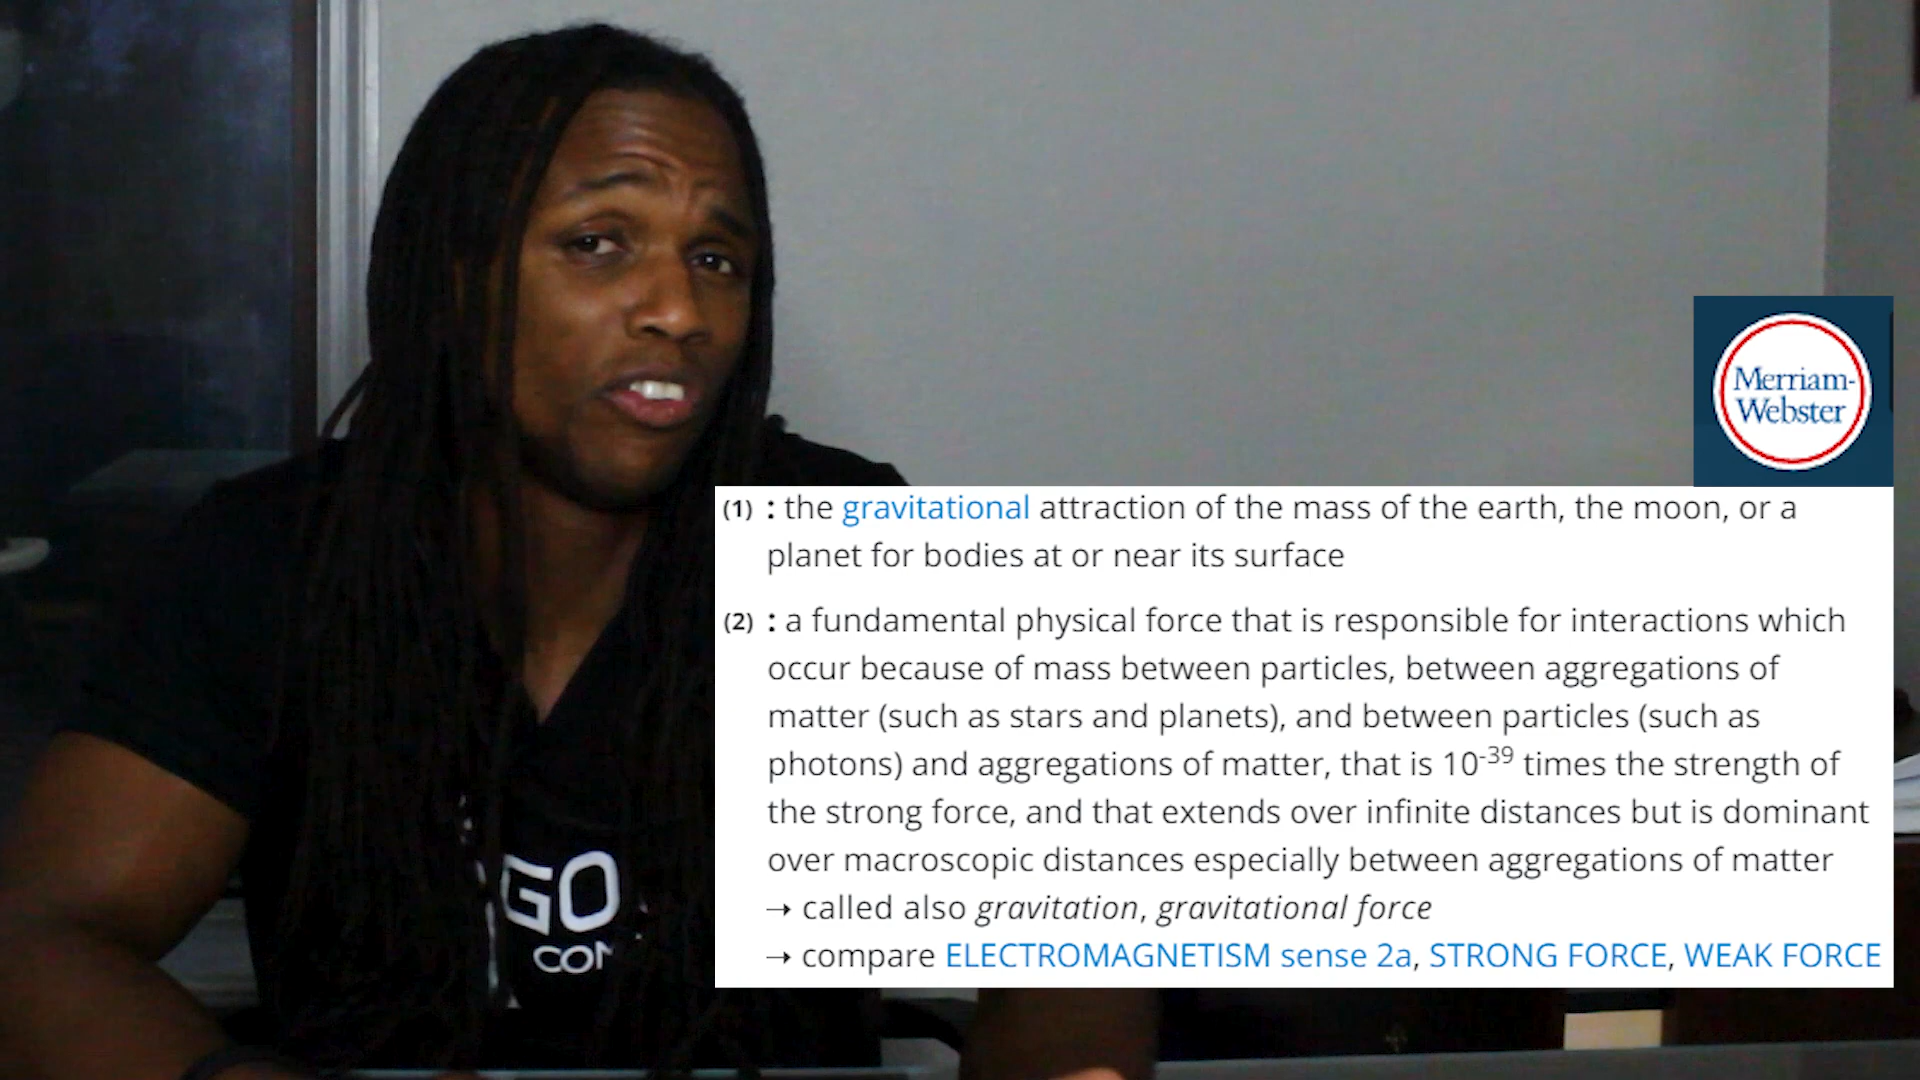 Merriam-
Webster
(1) : the gravitational attraction of the mass of the earth, the moon, or a
planet for bodies at or near its surface
(2) : a fundamental physical force that is responsible for interactions which
occur because of mass between particles, between aggregations of
matter (such as stars and planets), and between particles (such as
photons) and aggregations of matter, that is 10⁻³⁹ times the strength of
the strong force, and that extends over infinite distances but is dominant
over macroscopic distances especially between aggregations of matter
→ called also gravitation, gravitational force
→ compare ELECTROMAGNETISM sense 2a, STRONG FORCE, WEAK FORCE
GO